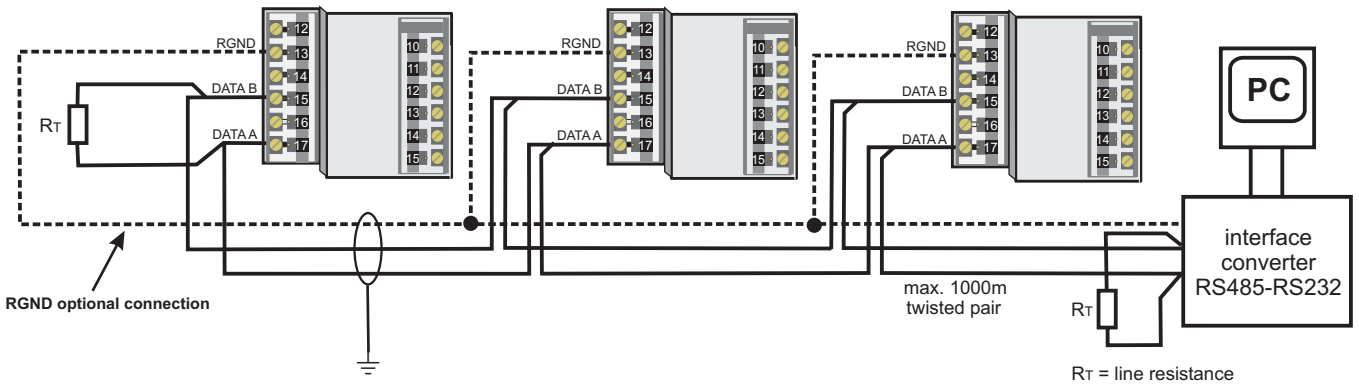 12
RGND
13
14
DATA B
15
16
DATA A
17
10
11
12
13
14
15
12
RGND
13
14
DATA B
15
16
DATA A
17
10
11
12
13
14
15
12
RGND
13
14
DATA B
15
16
DATA A
17
10
11
12
13
14
15
PC
RT
RGND optional connection
max. 1000m
twisted pair
interface
converter
RS485-RS232
RT
RT = line resistance